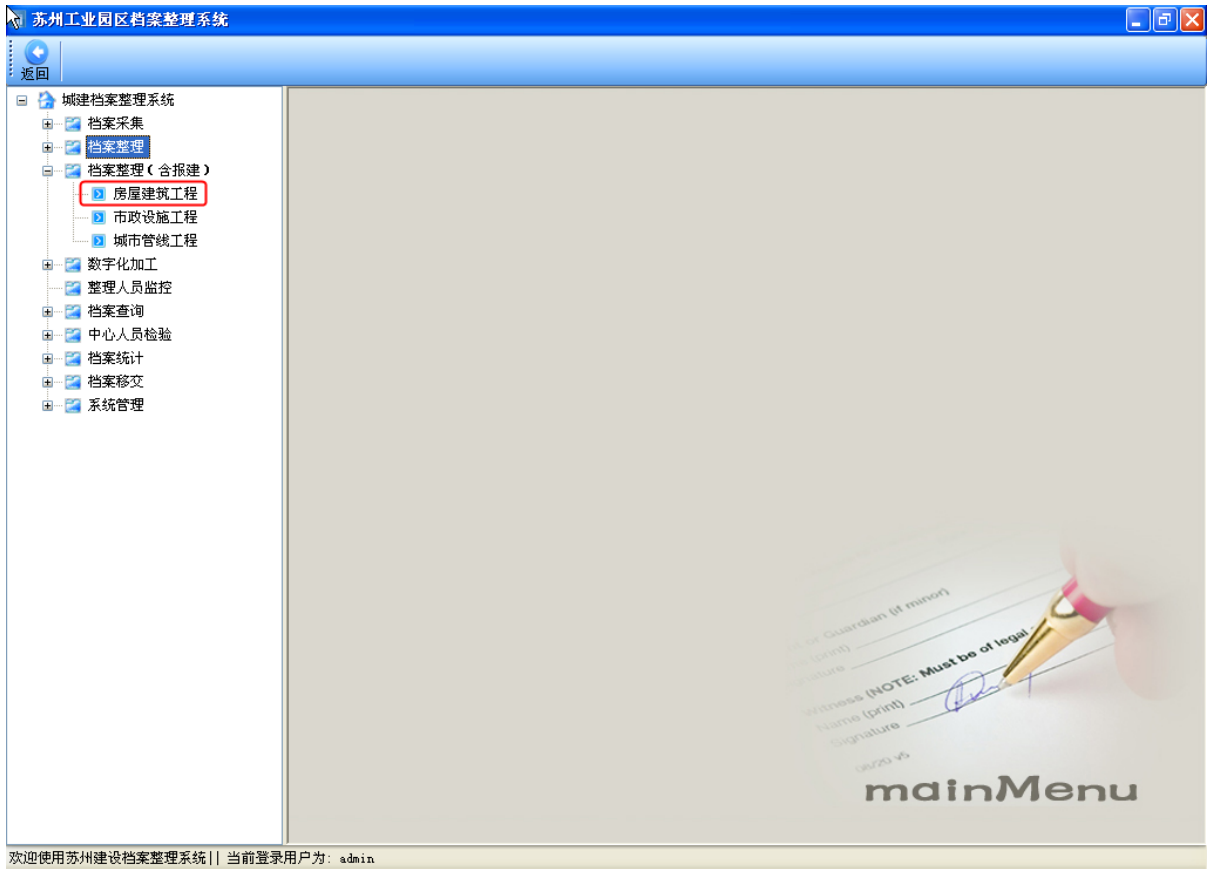 苏州工业园区档案整理系统
返回
城建档案整理系统
档案采集
档案整理
档案整理(含报建)
房屋建筑工程
市政设施工程
城市管线工程
数字化加工
整理人员监控
档案查询
中心人员检验
档案统计
档案移交
系统管理
or Guardian (if minor)
(print)
Signature
Witness (NOTE: Must be of legal
Name (print)
Signature
08/20 v5
mainMenu
欢迎使用苏州建设档案整理系统|| 当前登录用户为: admin